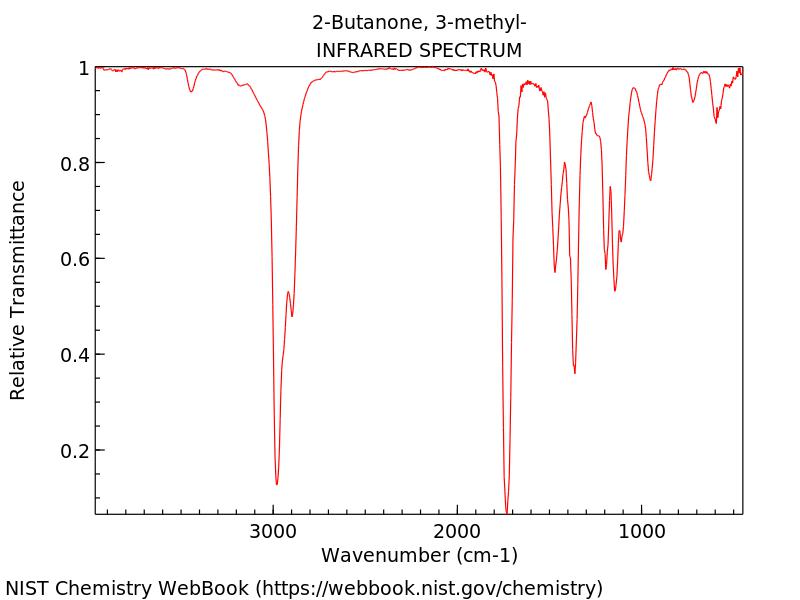 2-Butanone, 3-methyl-
INFRARED SPECTRUM
1
0.8
0.6
0.4
0.2
Relative Transmittance
3000 2000 1000
Wavenumber (cm-1)
NIST Chemistry WebBook (https://webbook.nist.gov/chemistry)